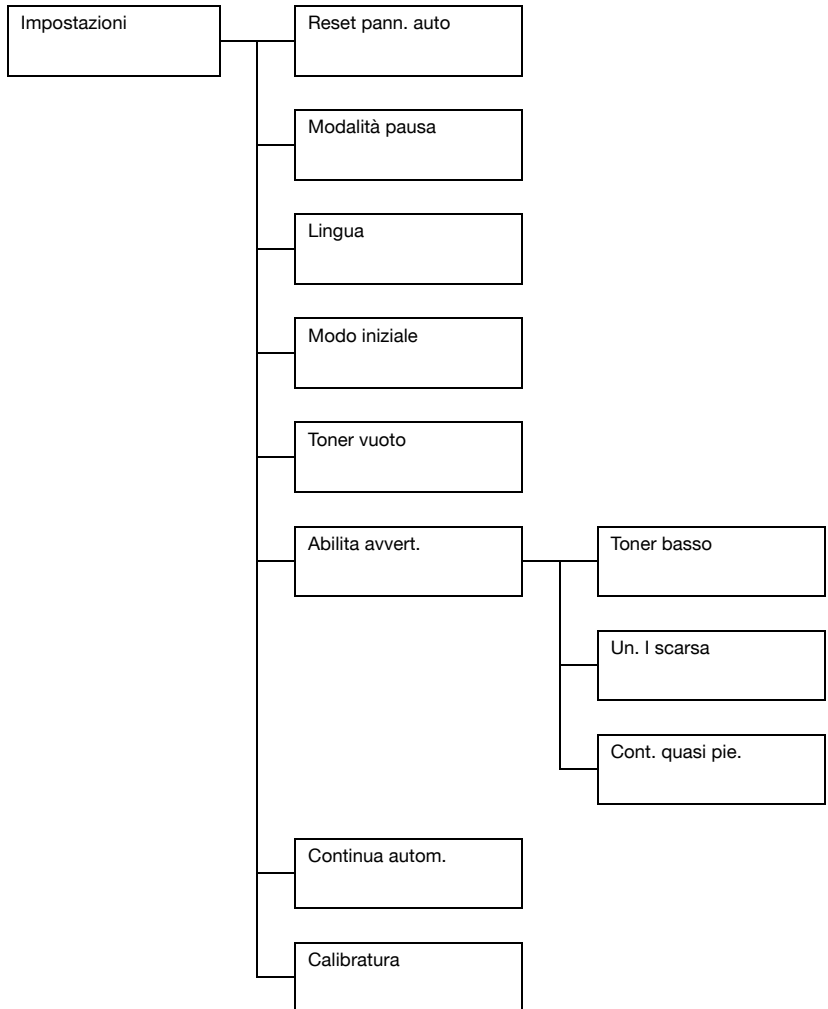 Impostazioni
Reset pann. auto
Modalità pausa
Lingua
Modo iniziale
Toner vuoto
Abilita avvert.
Toner basso
Un. I scarsa
Cont. quasi pie.
Continua autom.
Calibratura